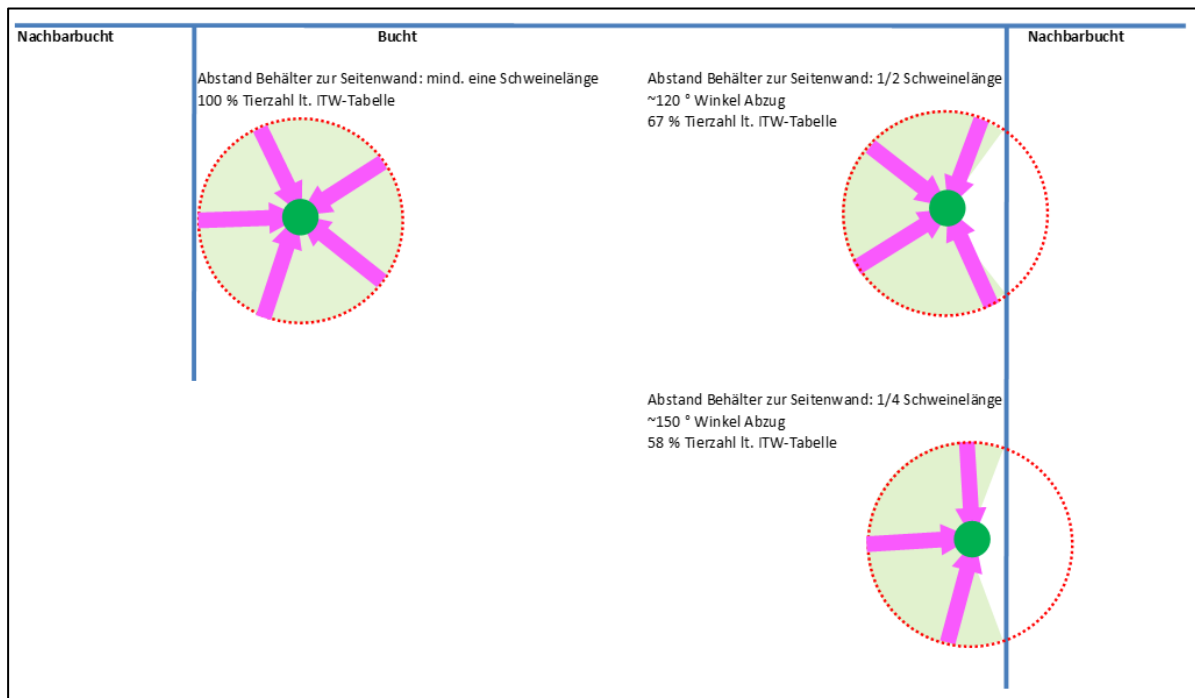 Nachbarbucht
Bucht
Nachbarbucht
Abstand Behälter zur Seitenwand: mind. eine Schweinelänge
100 % Tierzahl lt. ITW-Tabelle
Abstand Behälter zur Seitenwand: 1/2 Schweinelänge
~120 ° Winkel Abzug
67 % Tierzahl lt. ITW-Tabelle
Abstand Behälter zur Seitenwand: 1/4 Schweinelänge
~150 ° Winkel Abzug
58 % Tierzahl lt. ITW-Tabelle